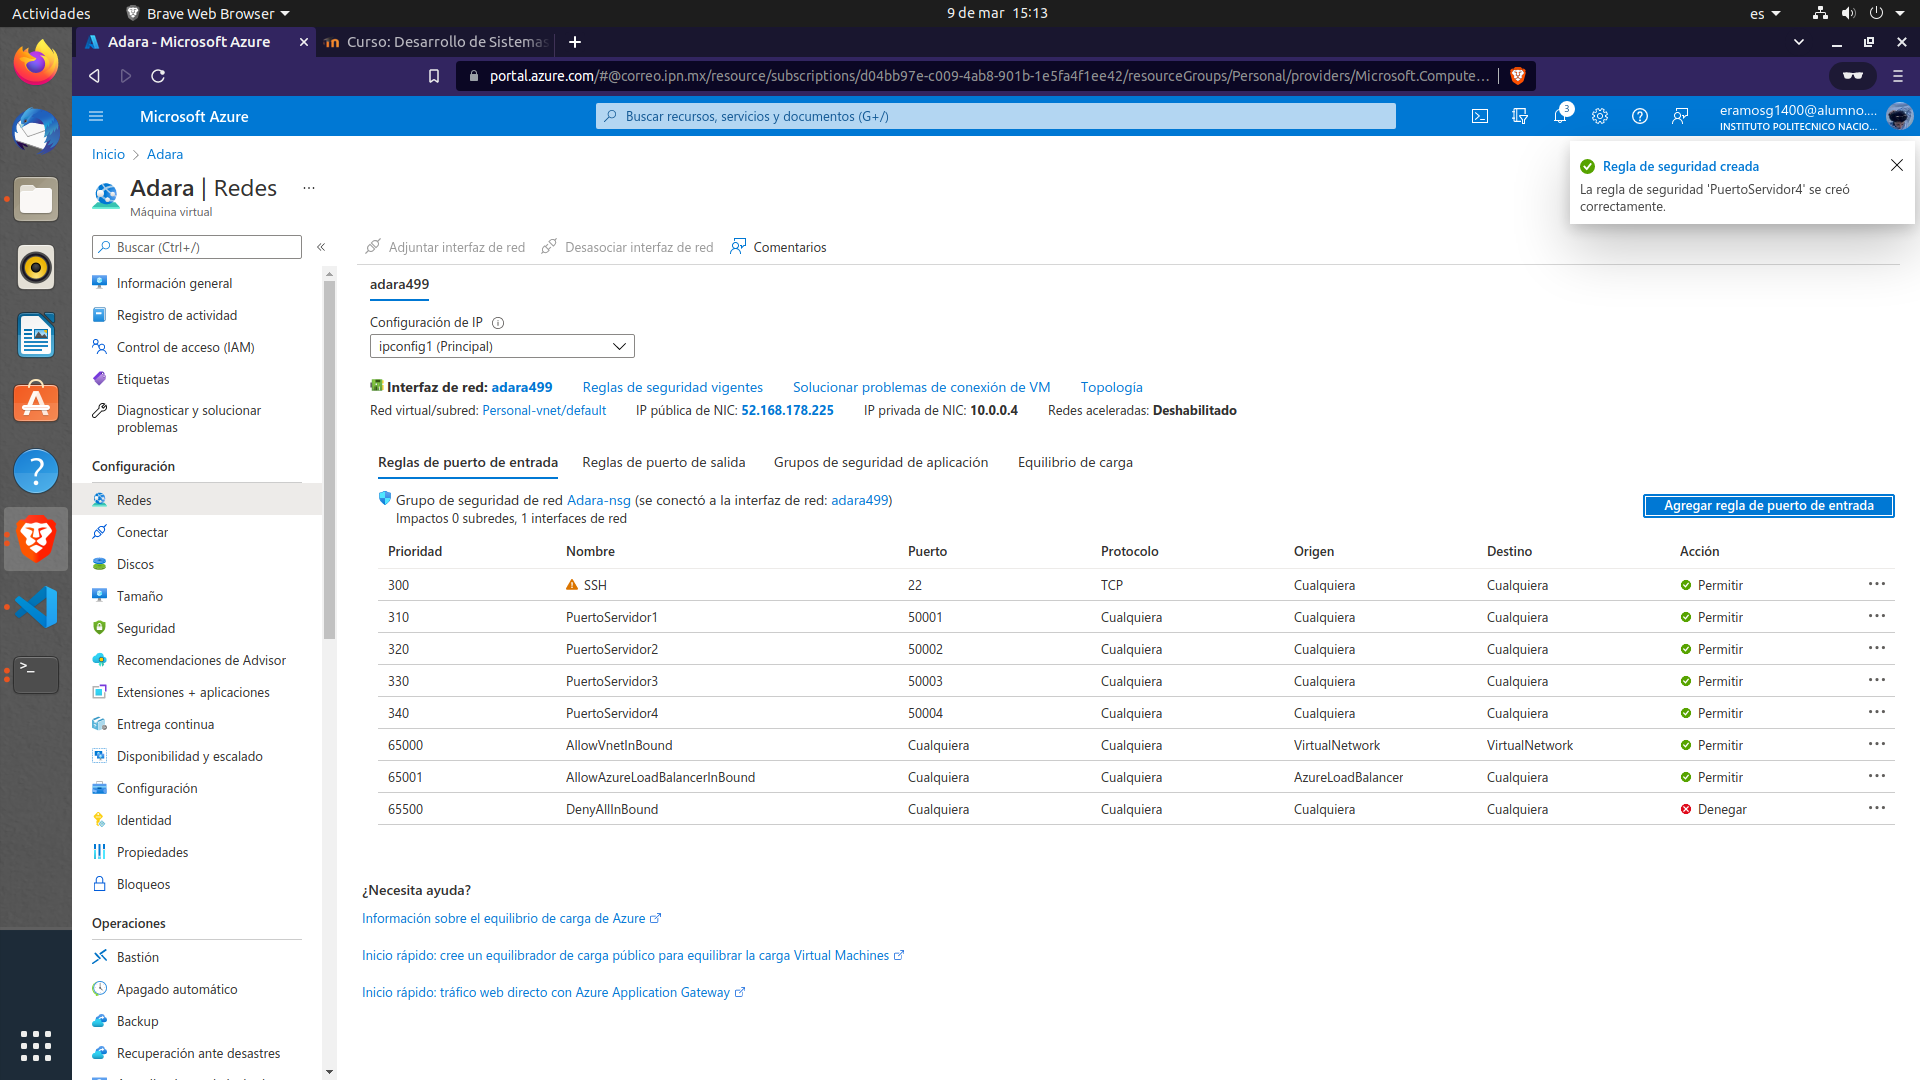 Actividades
Brave Web Browser
9 de mar 15:13
es
Adara - Microsoft Azure
Curso: Desarrollo de Sistemas
portal.azure.com/#@correo.ipn.mx/resource/subscriptions/d04bb97e-c009-4ab8-901b-1e5fa4f1ee42/resourceGroups/Personal/providers/Microsoft.Compute...
Microsoft Azure
Buscar recursos, servicios y documentos (G+/)
3
eramosg1400@alumno....
INSTITUTO POLITECNICO NACIO...
Inicio > Adara
Regla de seguridad creada
La regla de seguridad 'PuertoServidor4' se creó
correctamente.
Adara | Redes ...
Máquina virtual
Buscar (Ctrl+/)
«
Información general
Registro de actividad
Control de acceso (IAM)
Etiquetas
Diagnosticar y solucionar
problemas
Configuración
Redes
Conectar
Discos
Tamaño
Seguridad
Recomendaciones de Advisor
Extensiones + aplicaciones
Entrega continua
Disponibilidad y escalado
Configuración
Identidad
Propiedades
Bloqueos
Operaciones
Bastión
Apagado automático
Backup
Recuperación ante desastres
Adjuntar interfaz de red
Desasociar interfaz de red
Comentarios
adara499
Configuración de IP
ipconfig1 (Principal)
Interfaz de red: adara499 Reglas de seguridad vigentes Solucionar problemas de conexión de VM Topología
Red virtual/subred: Personal-vnet/default IP pública de NIC: 52.168.178.225 IP privada de NIC: 10.0.0.4 Redes aceleradas: Deshabilitado
Reglas de puerto de entrada Reglas de puerto de salida Grupos de seguridad de aplicación Equilibrio de carga
Grupo de seguridad de red Adara-nsg (se conectó a la interfaz de red: adara499)
Impactos 0 subredes, 1 interfaces de red
Agregar regla de puerto de entrada
Prioridad Nombre Puerto Protocolo Origen Destino Acción
300 SSH 22 TCP Cualquiera Cualquiera Permitir ...
310 PuertoServidor1 50001 Cualquiera Cualquiera Cualquiera Permitir ...
320 PuertoServidor2 50002 Cualquiera Cualquiera Cualquiera Permitir ...
330 PuertoServidor3 50003 Cualquiera Cualquiera Cualquiera Permitir ...
340 PuertoServidor4 50004 Cualquiera Cualquiera Cualquiera Permitir ...
65000 AllowVnetInBound Cualquiera Cualquiera VirtualNetwork VirtualNetwork Permitir ...
65001 AllowAzureLoadBalancerInBound Cualquiera Cualquiera AzureLoadBalancer Cualquiera Permitir ...
65500 DenyAllInBound Cualquiera Cualquiera Cualquiera Cualquiera Denegar ...
¿Necesita ayuda?
Información sobre el equilibrio de carga de Azure
Inicio rápido: cree un equilibrador de carga público para equilibrar la carga Virtual Machines
Inicio rápido: tráfico web directo con Azure Application Gateway